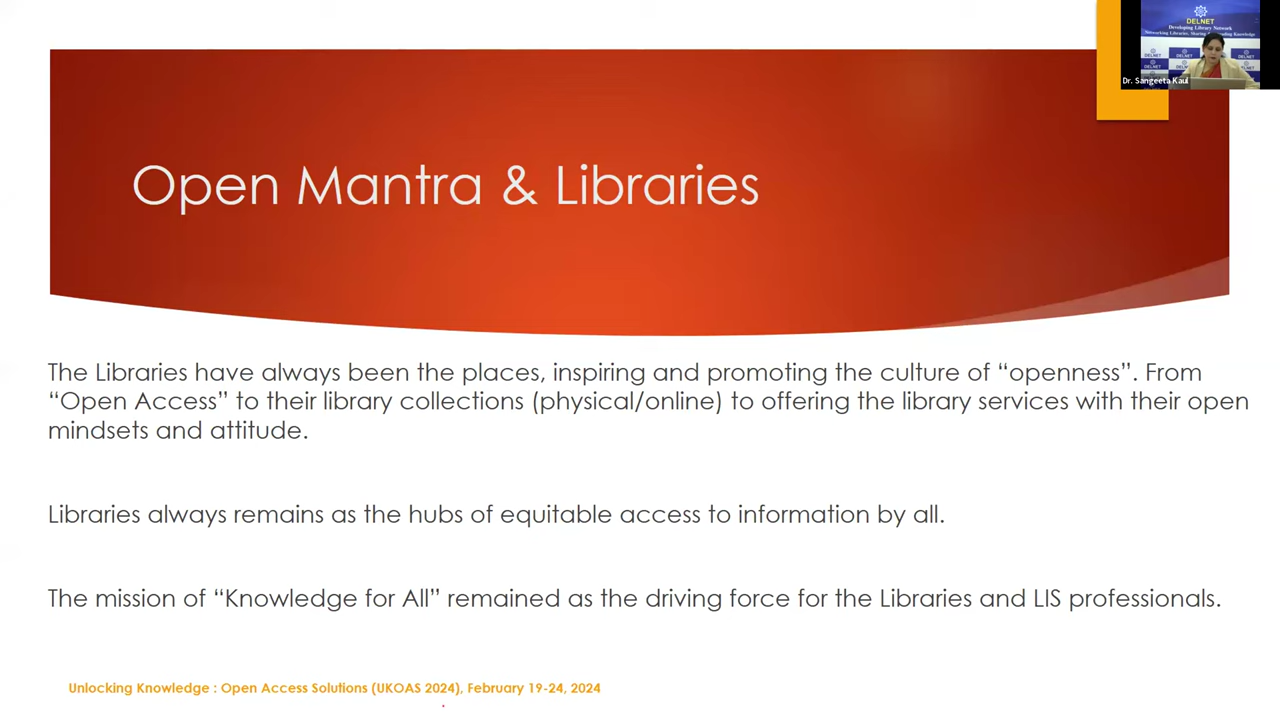 DELNET
Developing Library Network
DELNET
DELNET
DELNET
DELNET
Dr. Sangeeta Kaul
Open Mantra & Libraries
The Libraries have always been the places, inspiring and promoting the culture of “openness”. From
“Open Access” to their library collections (physical/online) to offering the library services with their open
mindsets and attitude.
Libraries always remains as the hubs of equitable access to information by all.
The mission of “Knowledge for All” remained as the driving force for the Libraries and LIS professionals.
Unlocking Knowledge : Open Access Solutions (UKOAS 2024), February 19-24, 2024